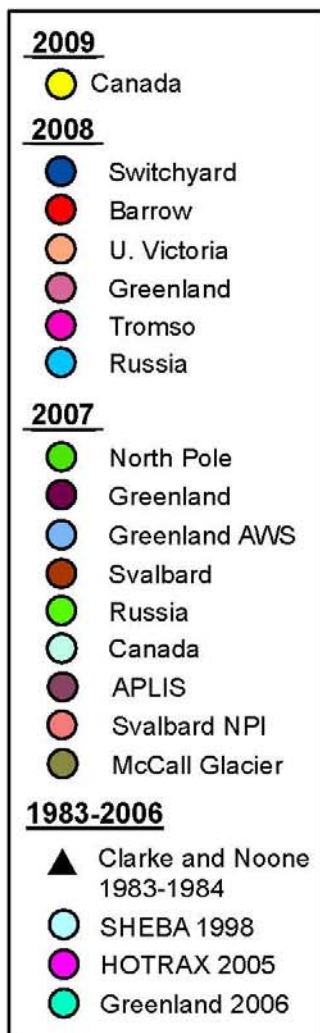 2009
Canada
2008
Switchyard
Barrow
U. Victoria
Greenland
Tromso
Russia
2007
North Pole
Greenland
Greenland AWS
Svalbard
Russia
Canada
APLIS
Svalbard NPI
McCall Glacier
1983-2006
Clarke and Noone
1983-1984
SHEBA 1998
HOTRAX 2005
Greenland 2006